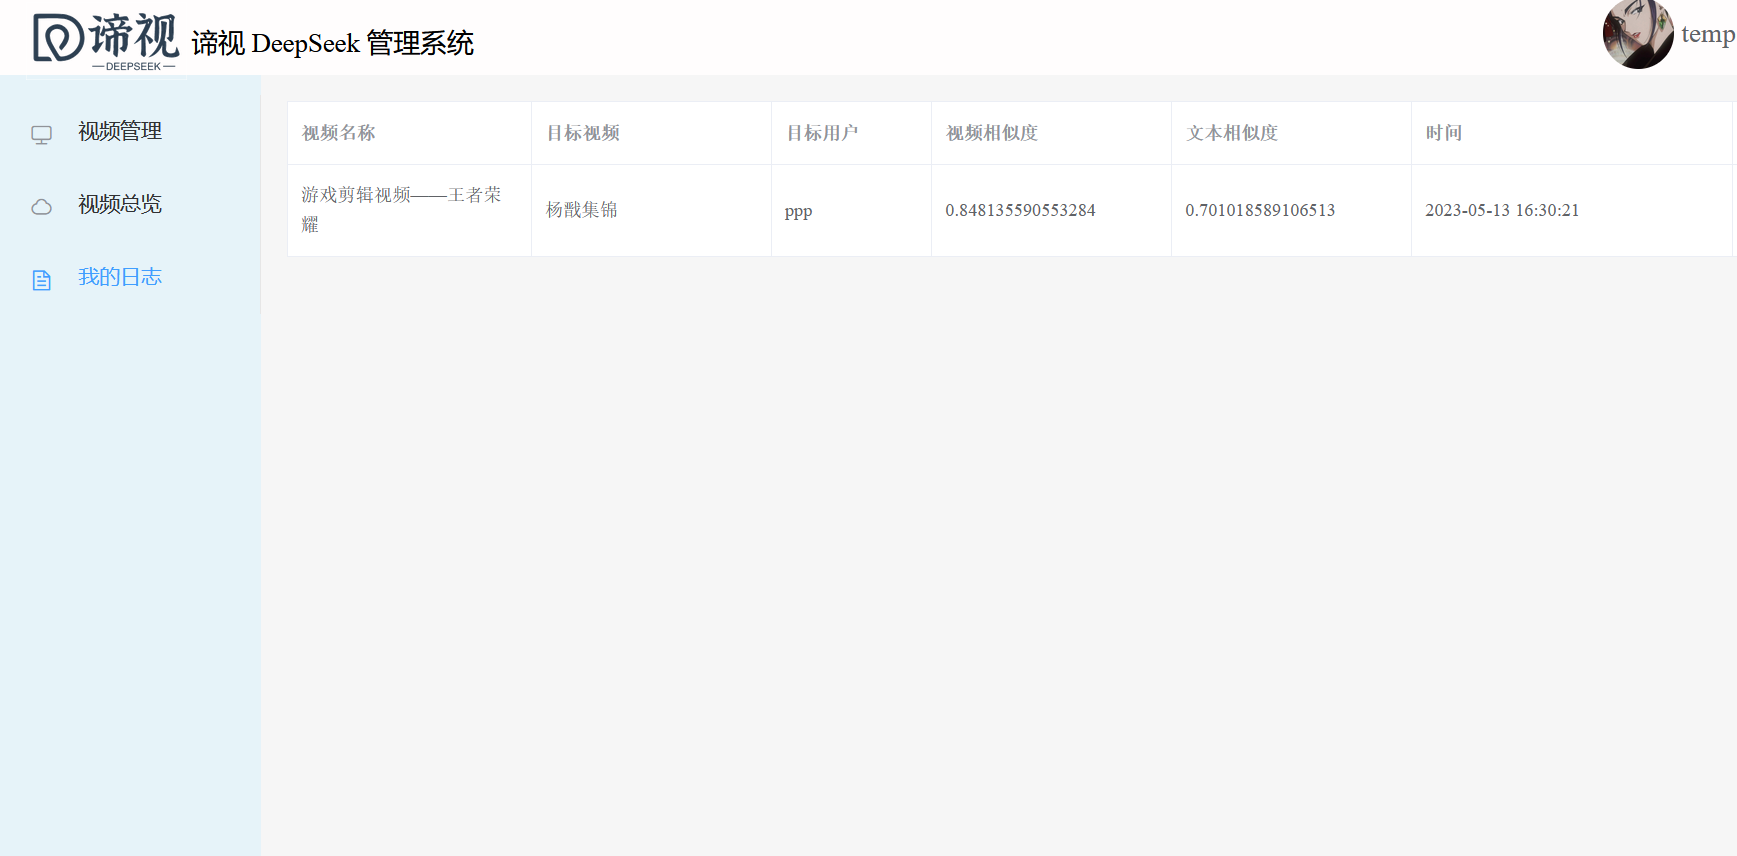 谛视
DEEPSEEK
谛视 DeepSeek 管理系统
temp
视频管理
视频总览
我的日志
视频名称 目标视频 目标用户 视频相似度 文本相似度 时间
游戏剪辑视频——王者荣
耀
杨戬集锦 ppp 0.848135590553284 0.701018589106513 2023-05-13 16:30:21